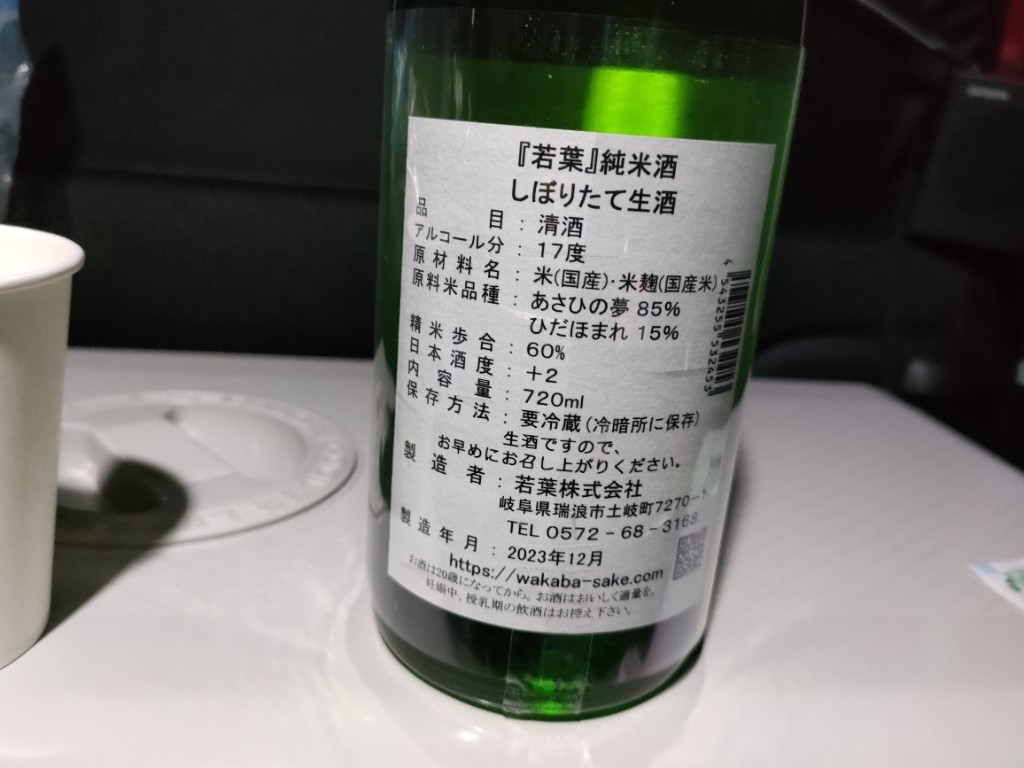 『若葉』純米酒
しぼりたて生酒
品目:清酒
アルコール分:17度
原材料名:米(国産)・米麹(国産米)
原料米品種:あさひの夢 85%
ひだほまれ 15%
精米歩合:60%
日本酒度:+2
内容量:720ml
保存方法:要冷蔵(冷暗所に保存)
生酒ですので、
お早めにお召し上がりください。
製造者:若葉株式会社
岐阜県瑞浪市土岐町7270-1
TEL 0572-68-3168
製造年月:2023年12月
https://wakaba-sake.com
お酒は20歳になってから。お酒はおいしく適量を。
妊娠中、授乳期の飲酒はお控え下さい。
4 543255 532453